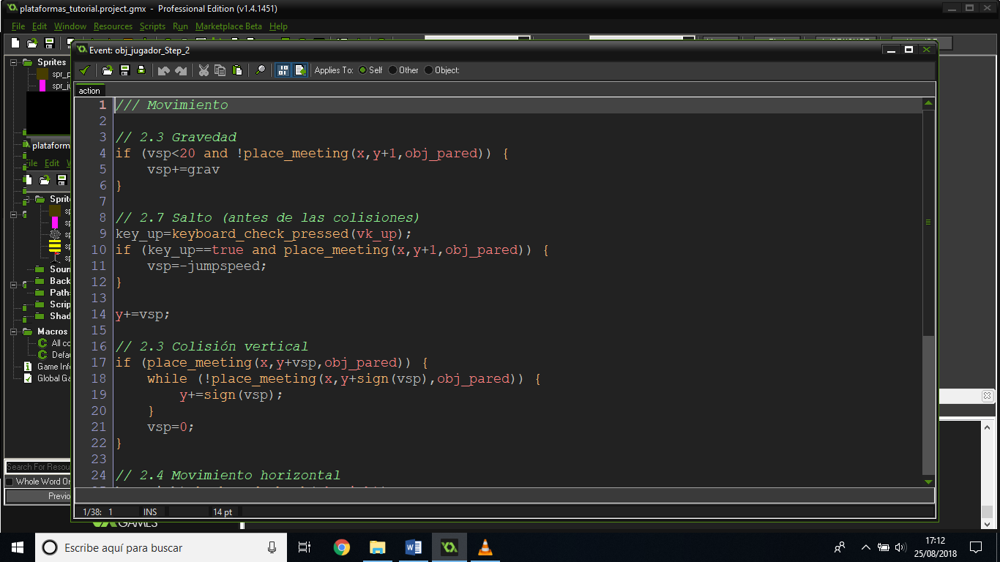 plataformas_tutorial.project.gmx - Professional Edition (v1.4.1451)
File Edit Window Resources Scripts Run Marketplace Beta Help
Event: obj_jugador_Step_2
Applies To: Self Other Object:
action
1 /// Movimiento
2
3 // 2.3 Gravedad
4 if (vsp<20 and !place_meeting(x,y+1,obj_pared)) {
5 vsp+=grav
6 }
7
8 // 2.7 Salto (antes de las colisiones)
9 key_up=keyboard_check_pressed(vk_up);
10 if (key_up==true and place_meeting(x,y+1,obj_pared)) {
11 vsp=-jumpspeed;
12 }
13
14 y+=vsp;
15
16 // 2.3 Colisión vertical
17 if (place_meeting(x,y+vsp,obj_pared)) {
18 while (!place_meeting(x,y+sign(vsp),obj_pared)) {
19 y+=sign(vsp);
20 }
21 vsp=0;
22 }
23
24 // 2.4 Movimiento horizontal
1/38: 1 INS 14 pt
Sprites
spr_p
spr_ju
plataform
File Edit
Sprite
sp
sp
sp
sp
sp
Soun
Back
Paths
Scrip
Shad
Macros
All co
Defau
Game Info
Global Ga
Search For Resou
Whole Word On
Previo
GAMES
Escribe aquí para buscar
17:12
25/08/2018